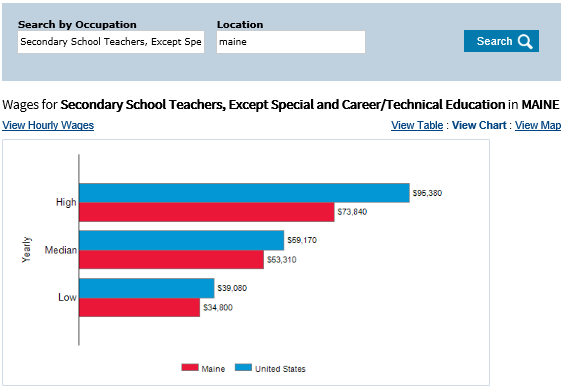 Search by Occupation Location
Secondary School Teachers, Except Spe maine Search
Wages for Secondary School Teachers, Except Special and Career/Technical Education in MAINE
View Hourly Wages View Table : View Chart : View Map
$95,380
High
$73,840
$59,170
Yearly
Median
$53,310
$39,080
Low
$34,800
Maine United States